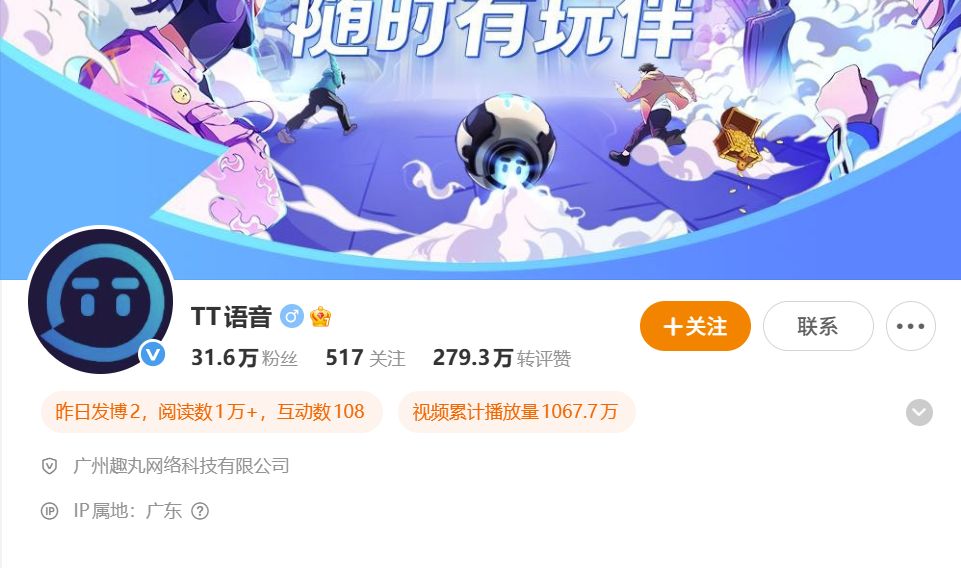 随时有玩伴
TT语音
31.6万粉丝 517 关注 279.3万转评赞
+关注
联系
昨日发博2，阅读数1万+，互动数108
视频累计播放量1067.7万
广州趣丸网络科技有限公司
IP IP属地：广东